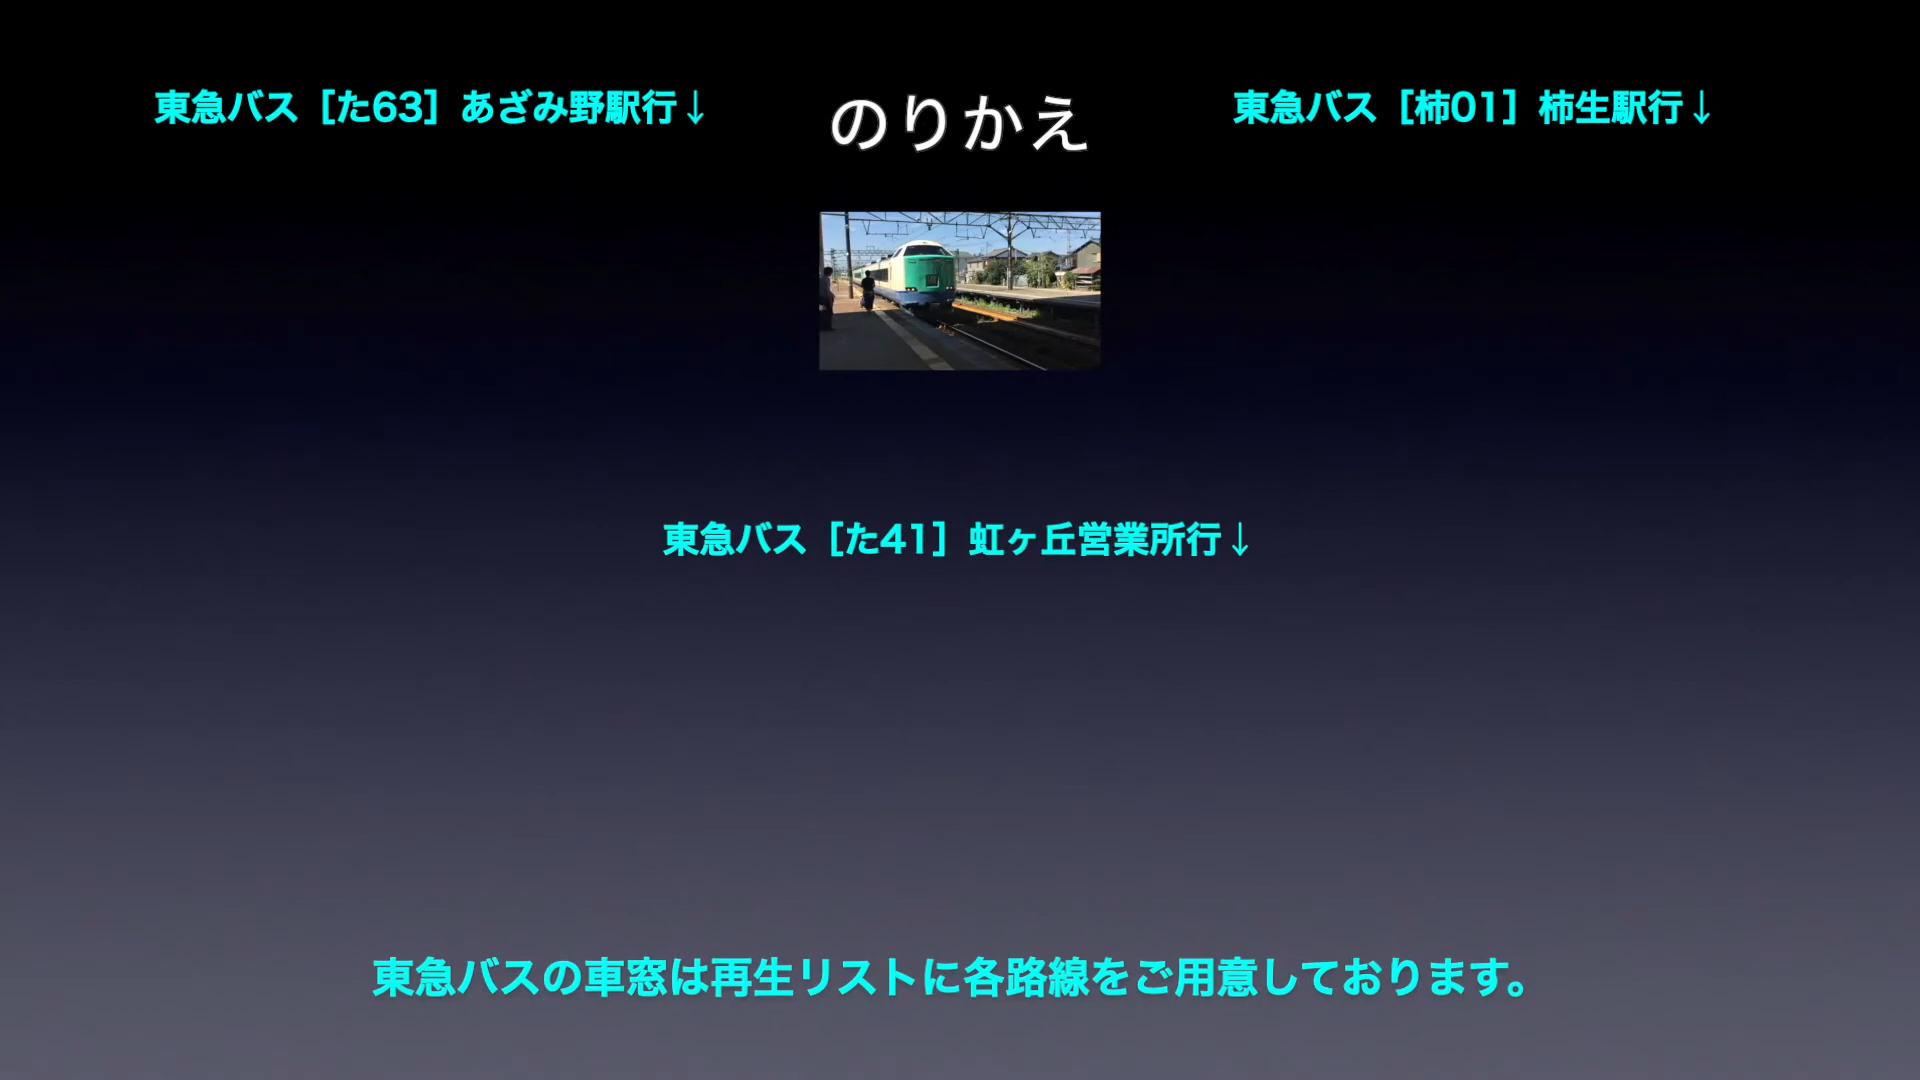 東急バス［た63］あざみ野駅行↓
のりかえ
東急バス［柿01］柿生駅行↓
東急バス［た41］虹ヶ丘営業所行↓
東急バスの車窓は再生リストに各路線をご用意しております。